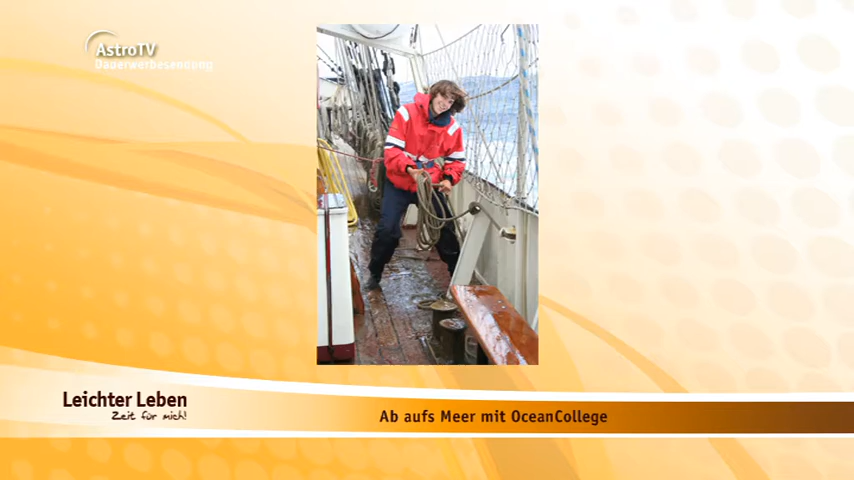 AstroTV
Dauerwerbesendung
Leichter Leben
Zeit für mich!
Ab aufs Meer mit OceanCollege